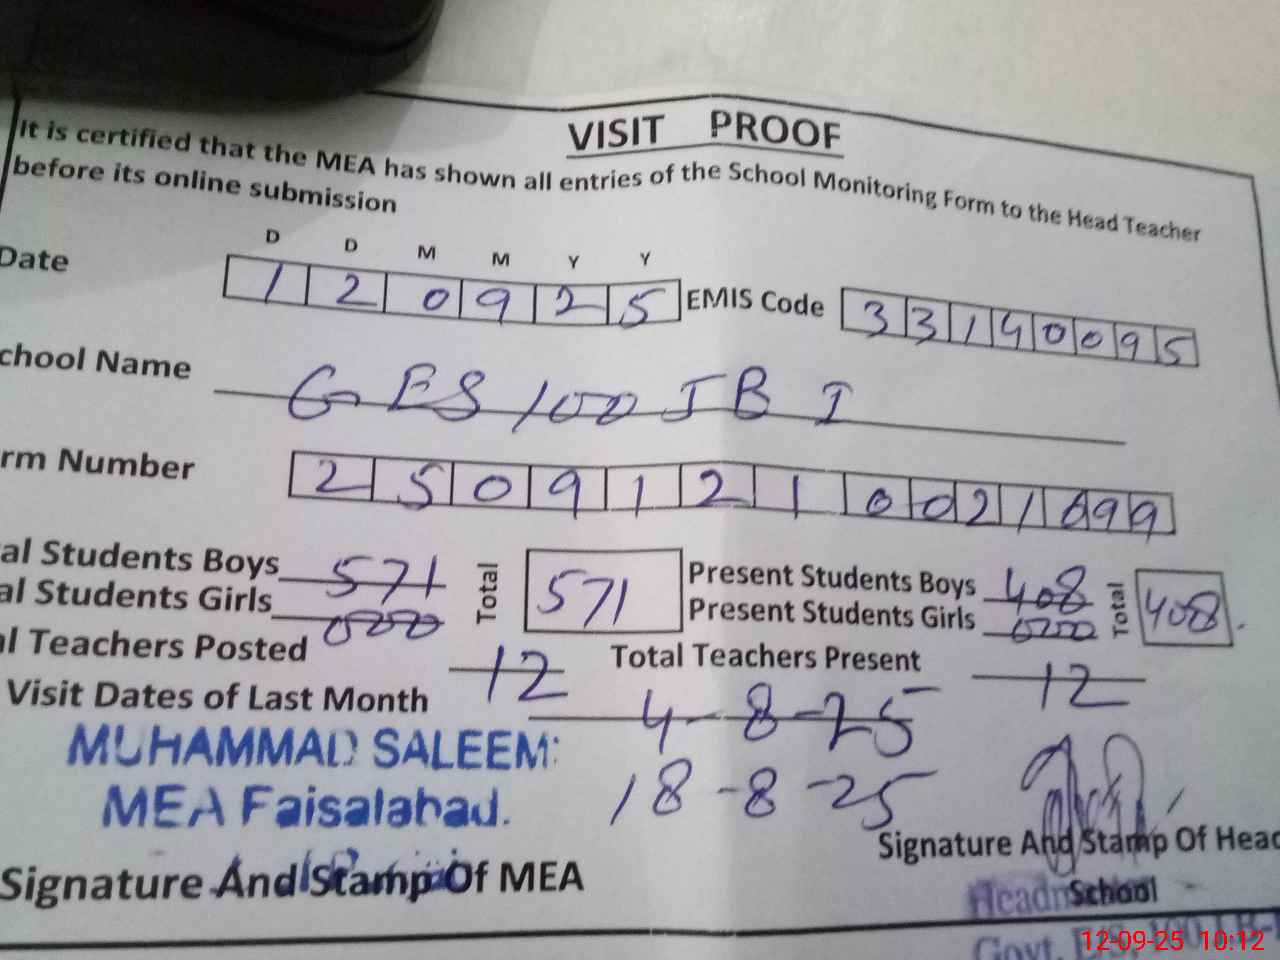 VISIT PROOF
It is certified that the MEA has shown all entries of the School Monitoring Form to the Head Teacher
before its online submission
D D M M Y Y
Date 1 2 0 9 2 5 EMIS Code 3 3 1 4 0 0 9 5
chool Name G ES 100 JB I
rm Number 2 5 0 9 1 2 1 0 0 2 1 0 9 9
al Students Boys 571 Total 571 Present Students Boys 408 Total 408
al Students Girls 0000 Present Students Girls 0000
al Teachers Posted 12 Total Teachers Present 12
Visit Dates of Last Month 4-8-25
18-8-25
MUHAMMAD SALEEM:
MEA Faisalabad.
Signature And Stamp Of MEA
Signature And Stamp Of Head
School
Govt.
12-09-25 10:12